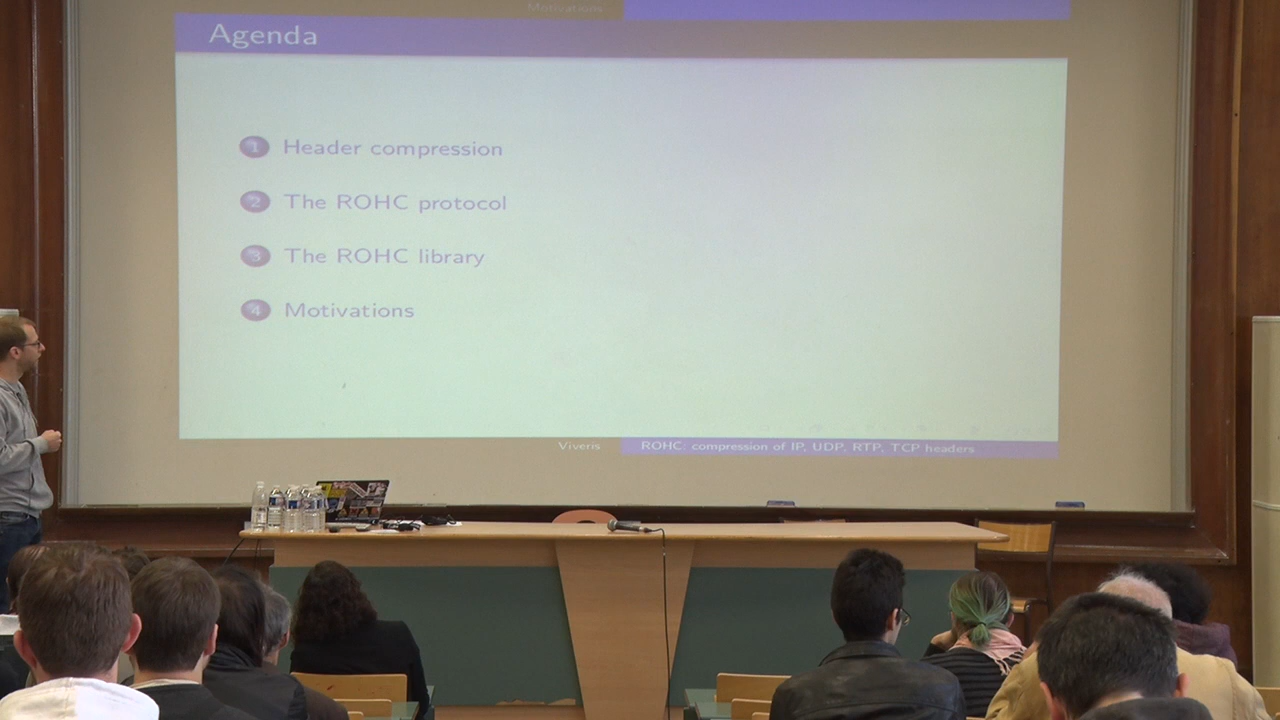 Motivations
Agenda
1 Header compression
2 The ROHC protocol
3 The ROHC library
4 Motivations
Viveris ROHC: compression of IP, UDP, RTP, TCP headers